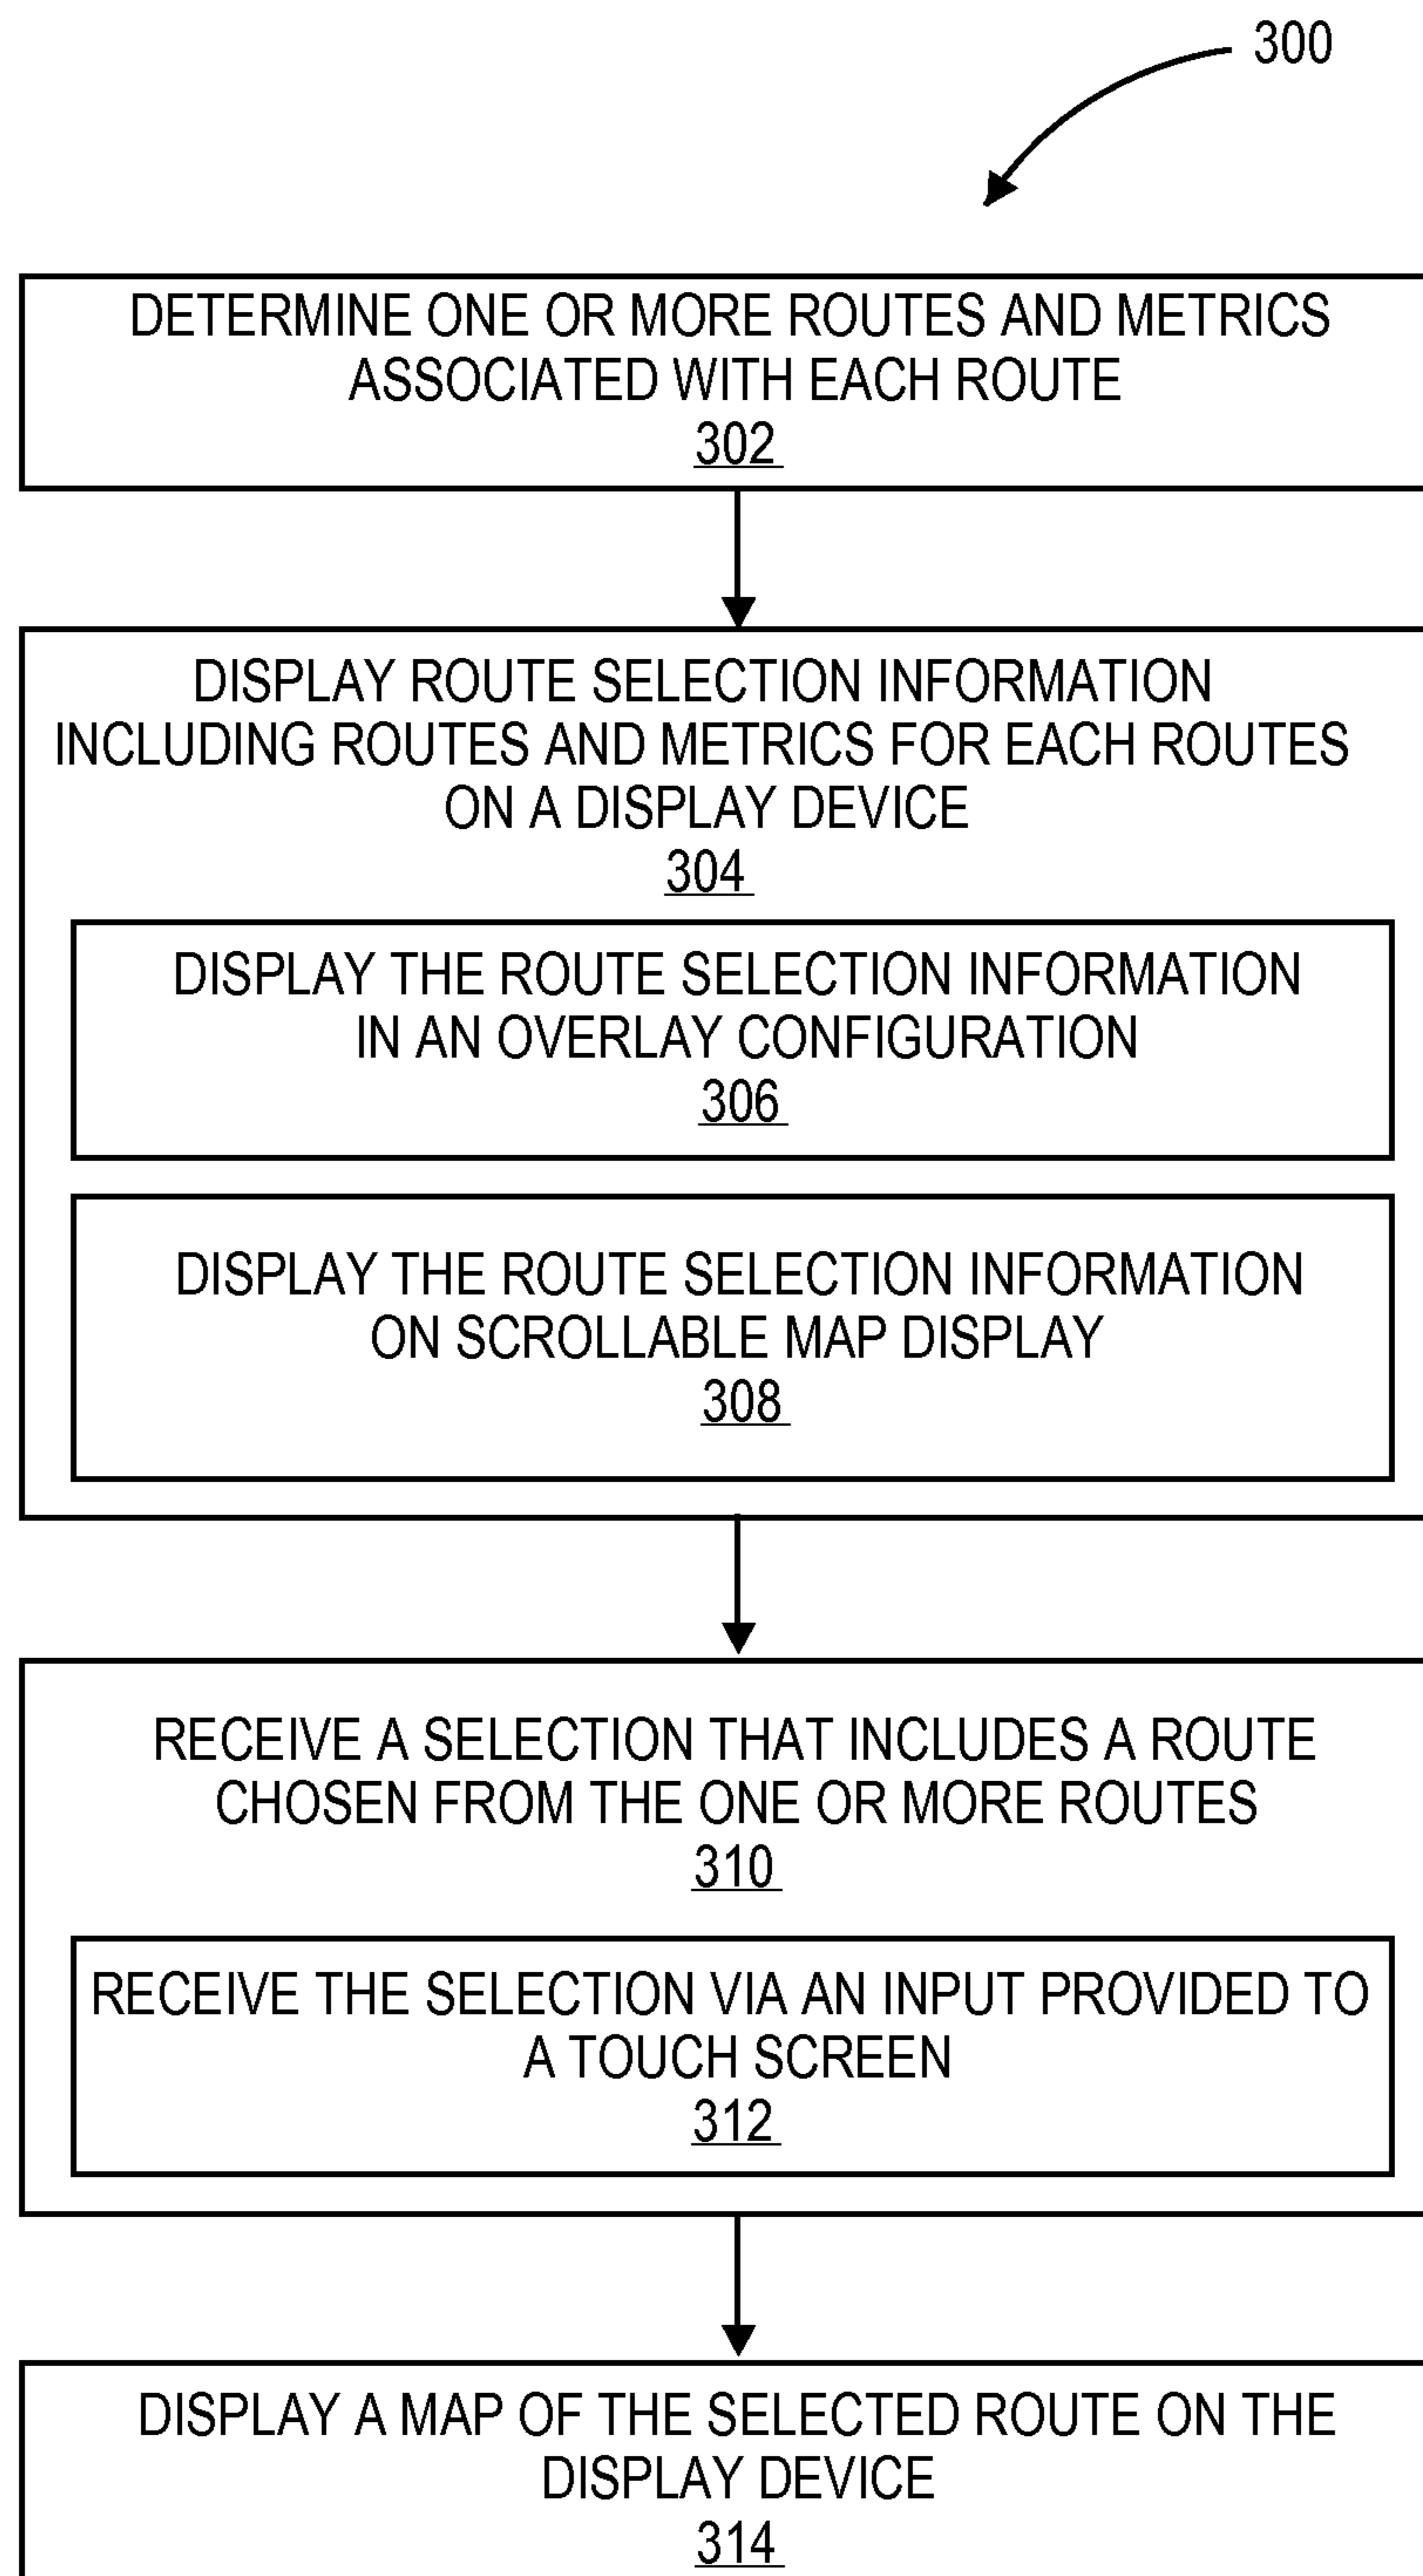 300
DETERMINE ONE OR MORE ROUTES AND METRICS
ASSOCIATED WITH EACH ROUTE
302
DISPLAY ROUTE SELECTION INFORMATION
INCLUDING ROUTES AND METRICS FOR EACH ROUTES
ON A DISPLAY DEVICE
304
DISPLAY THE ROUTE SELECTION INFORMATION
IN AN OVERLAY CONFIGURATION
306
DISPLAY THE ROUTE SELECTION INFORMATION
ON SCROLLABLE MAP DISPLAY
308
RECEIVE A SELECTION THAT INCLUDES A ROUTE
CHOSEN FROM THE ONE OR MORE ROUTES
310
RECEIVE THE SELECTION VIA AN INPUT PROVIDED TO
A TOUCH SCREEN
312
DISPLAY A MAP OF THE SELECTED ROUTE ON THE
DISPLAY DEVICE
314